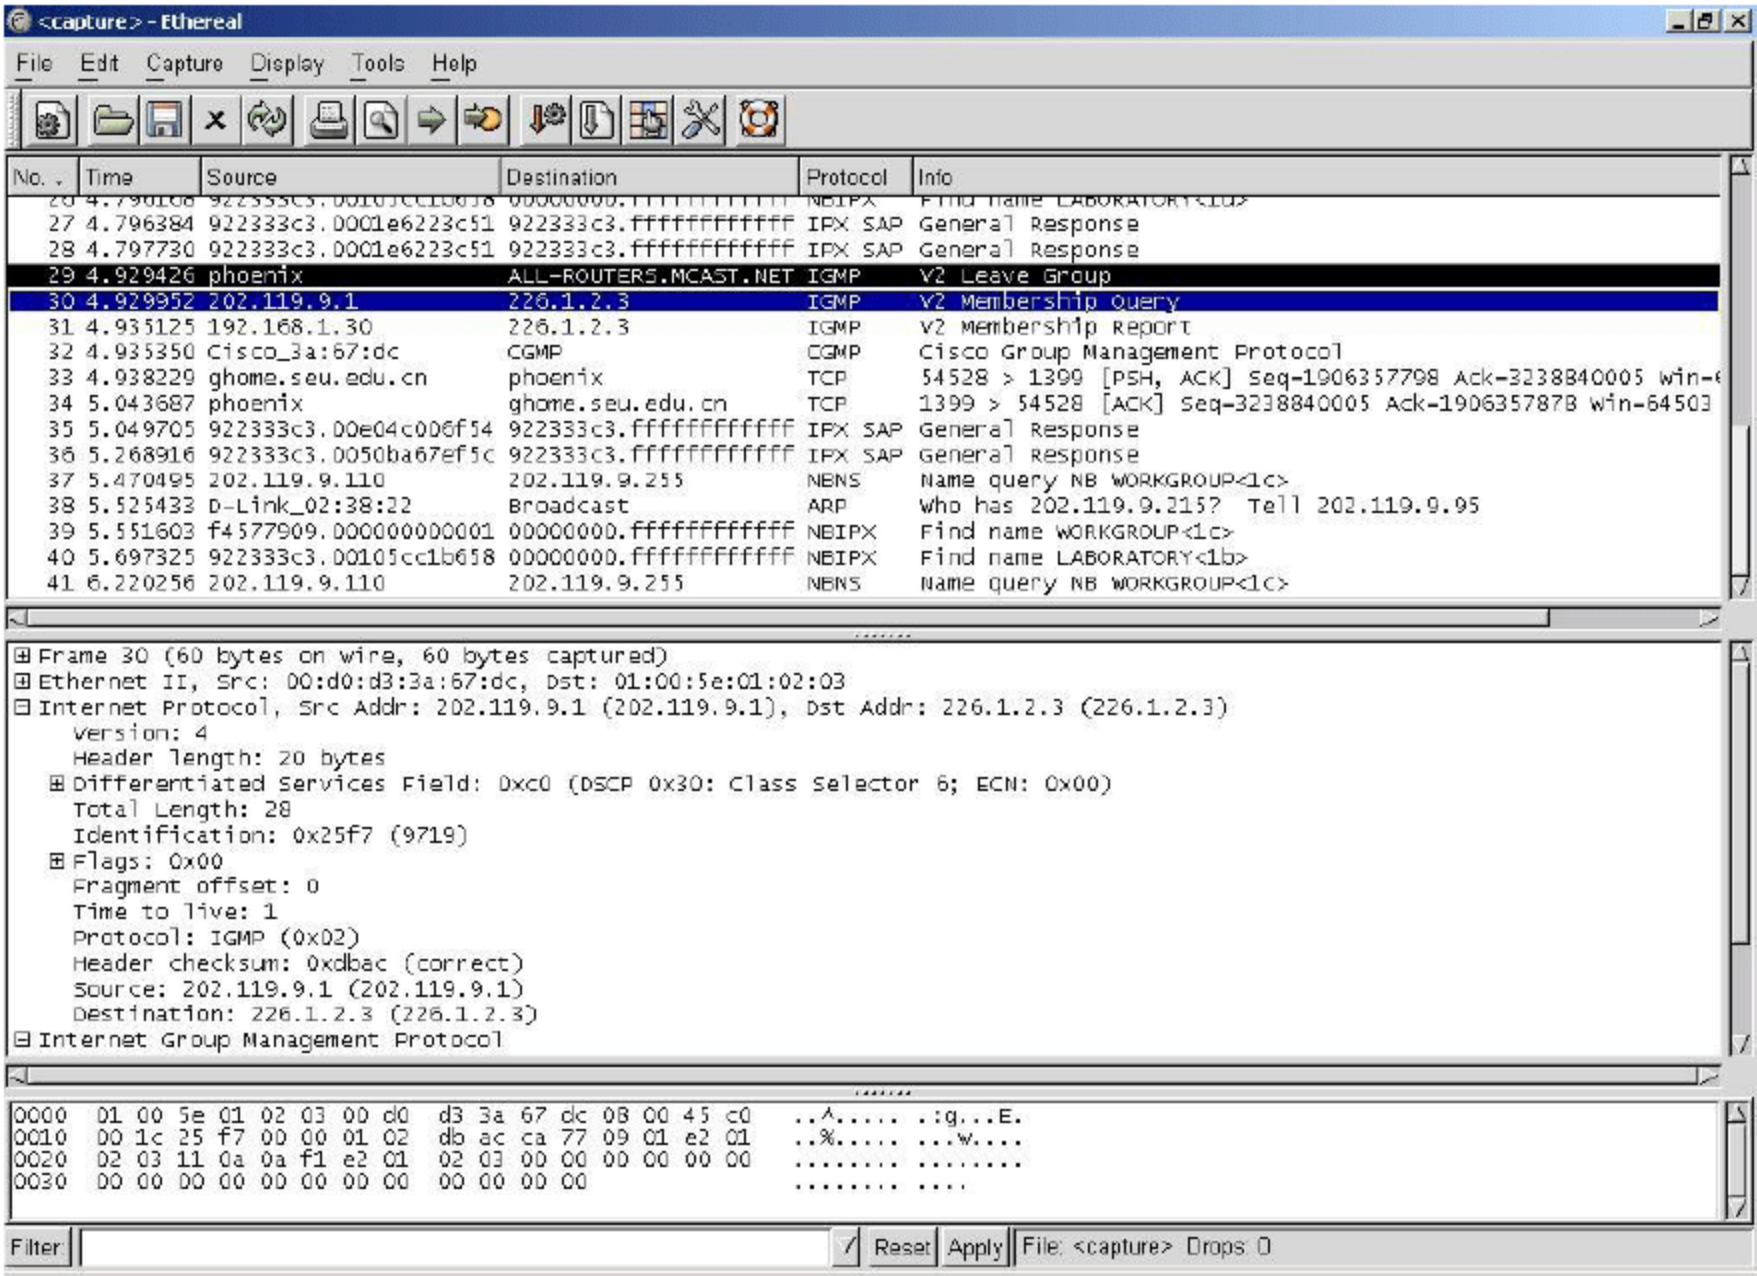 <capture> - Ethereal
File Edit Capture Display Tools Help
No. Time Source Destination Protocol Info
26 4.796168 922333c3.00105cc1b658 00000000.ffffffffffff NBIPX Find name LABORATORY<1b>
27 4.796384 922333c3.0001e6223c51 922333c3.ffffffffffff IPX SAP General Response
28 4.797730 922333c3.0001e6223c51 922333c3.ffffffffffff IPX SAP General Response
29 4.929426 phoenix ALL-ROUTERS.MCAST.NET IGMP V2 Leave Group
30 4.929952 202.119.9.1 226.1.2.3 IGMP V2 Membership Query
31 4.935125 192.168.1.30 226.1.2.3 IGMP V2 Membership Report
32 4.935350 Cisco_3a:67:dc CGMP CGMP Cisco Group Management Protocol
33 4.938229 ghome.seu.edu.cn phoenix TCP 54528 > 1399 [PSH, ACK] Seq=1906357798 Ack=3238840005 Win=6
34 5.043687 phoenix ghome.seu.edu.cn TCP 1399 > 54528 [ACK] Seq=3238840005 Ack=1906357878 Win=64503
35 5.049705 922333c3.00e04c006f54 922333c3.ffffffffffff IPX SAP General Response
36 5.268916 922333c3.0050ba67ef5c 922333c3.ffffffffffff IPX SAP General Response
37 5.470495 202.119.9.110 202.119.9.255 NBNS Name query NB WORKGROUP<1c>
38 5.525433 D-Link_02:38:22 Broadcast ARP Who has 202.119.9.215? Tell 202.119.9.95
39 5.551603 f4577909.000000000001 00000000.ffffffffffff NBIPX Find name WORKGROUP<1c>
40 5.697325 922333c3.00105cc1b658 00000000.ffffffffffff NBIPX Find name LABORATORY<1b>
41 6.220256 202.119.9.110 202.119.9.255 NBNS Name query NB WORKGROUP<1c>
Frame 30 (60 bytes on wire, 60 bytes captured)
Ethernet II, Src: 00:d0:d3:3a:67:dc, Dst: 01:00:5e:01:02:03
Internet Protocol, Src Addr: 202.119.9.1 (202.119.9.1), Dst Addr: 226.1.2.3 (226.1.2.3)
Version: 4
Header length: 20 bytes
Differentiated Services Field: 0xc0 (DSCP 0x30: Class Selector 6; ECN: 0x00)
Total Length: 28
Identification: 0x25f7 (9719)
Flags: 0x00
Fragment offset: 0
Time to live: 1
Protocol: IGMP (0x02)
Header checksum: 0xdbac (correct)
Source: 202.119.9.1 (202.119.9.1)
Destination: 226.1.2.3 (226.1.2.3)
Internet Group Management Protocol
0000 01 00 5e 01 02 03 00 d0 d3 3a 67 dc 08 00 45 c0 ..^..... .:g...E.
0010 00 1c 25 f7 00 00 01 02 db ac ca 77 09 01 e2 01 ..%..... ...w....
0020 02 03 11 0a 0a f1 e2 01 02 03 00 00 00 00 00 00 ........ ........
0030 00 00 00 00 00 00 00 00 00 00 00 00 ........ ....
Filter: Reset Apply File: <capture> Drops: 0